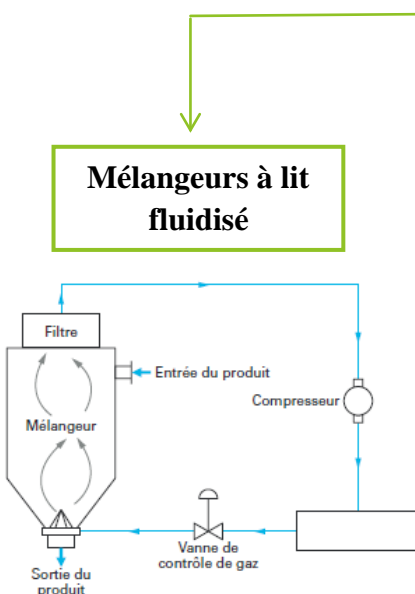 Mélangeurs à lit
fluidisé
Filtre
Entrée du produit
Compresseur
Mélangeur
Vanne de
contrôle de gaz
Sortie du
produit